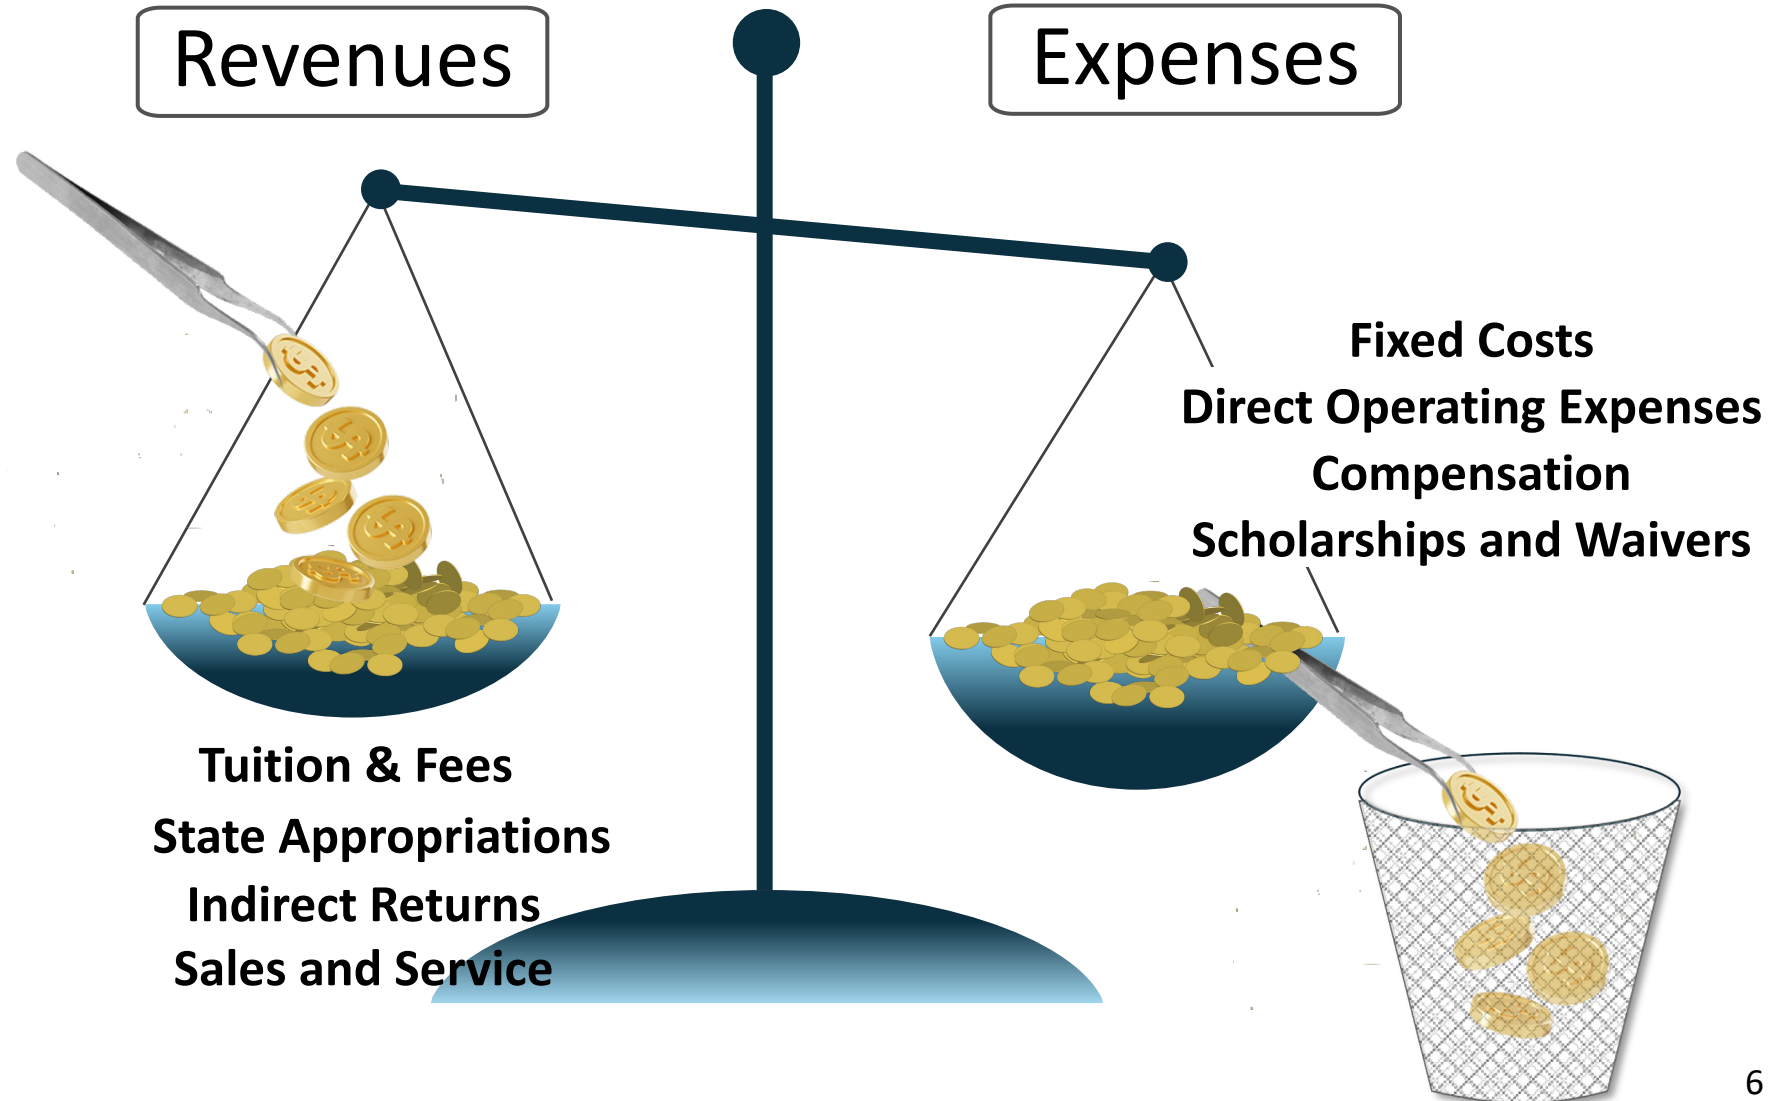 Revenues
Expenses
Fixed Costs
Direct Operating Expenses
Compensation
Scholarships and Waivers
Tuition & Fees
State Appropriations
Indirect Returns
Sales and Service
6